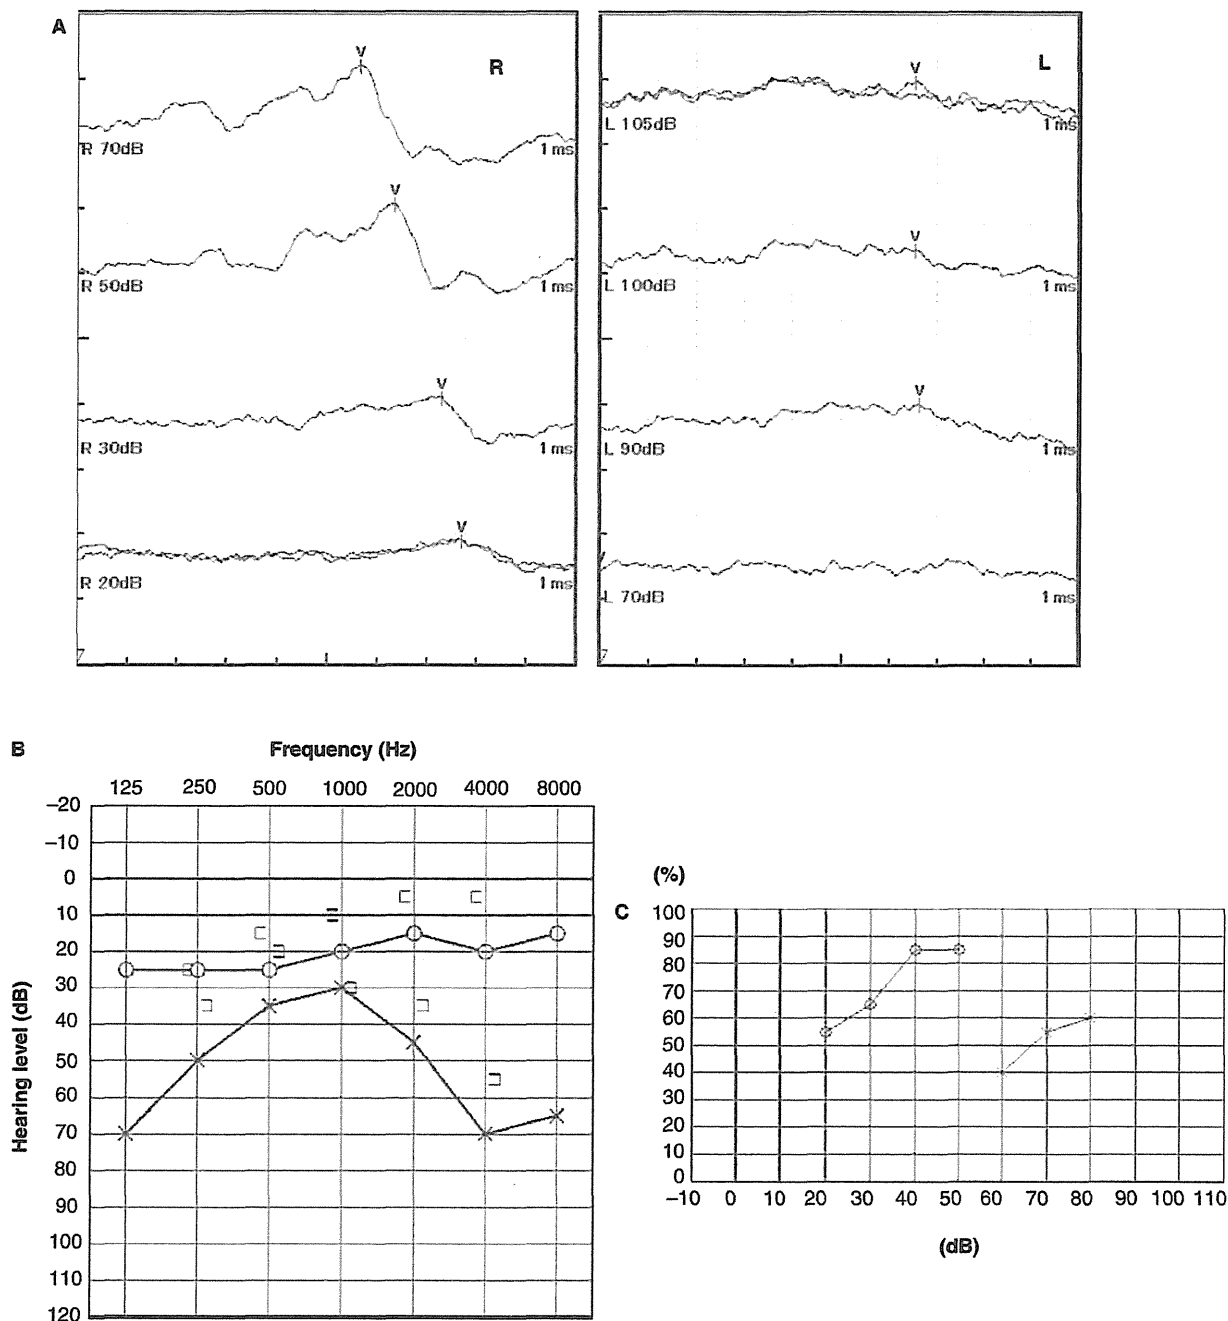 A
R
L
V
R 70dB
1 ms
V
R 50dB
1 ms
V
R 30dB
1 ms
V
R 20dB
1 ms
V
L 105dB
1 ms
V
L 100dB
1 ms
V
L 90dB
1 ms
L 70dB
1 ms
B
Frequency (Hz)
125 250 500 1000 2000 4000 8000
Hearing level (dB)
–20
–10
0
10
20
30
40
50
60
70
80
90
100
110
120
C
(%)
100
90
80
70
60
50
40
30
20
10
0
–10 0 10 20 30 40 50 60 70 80 90 100 110
(dB)